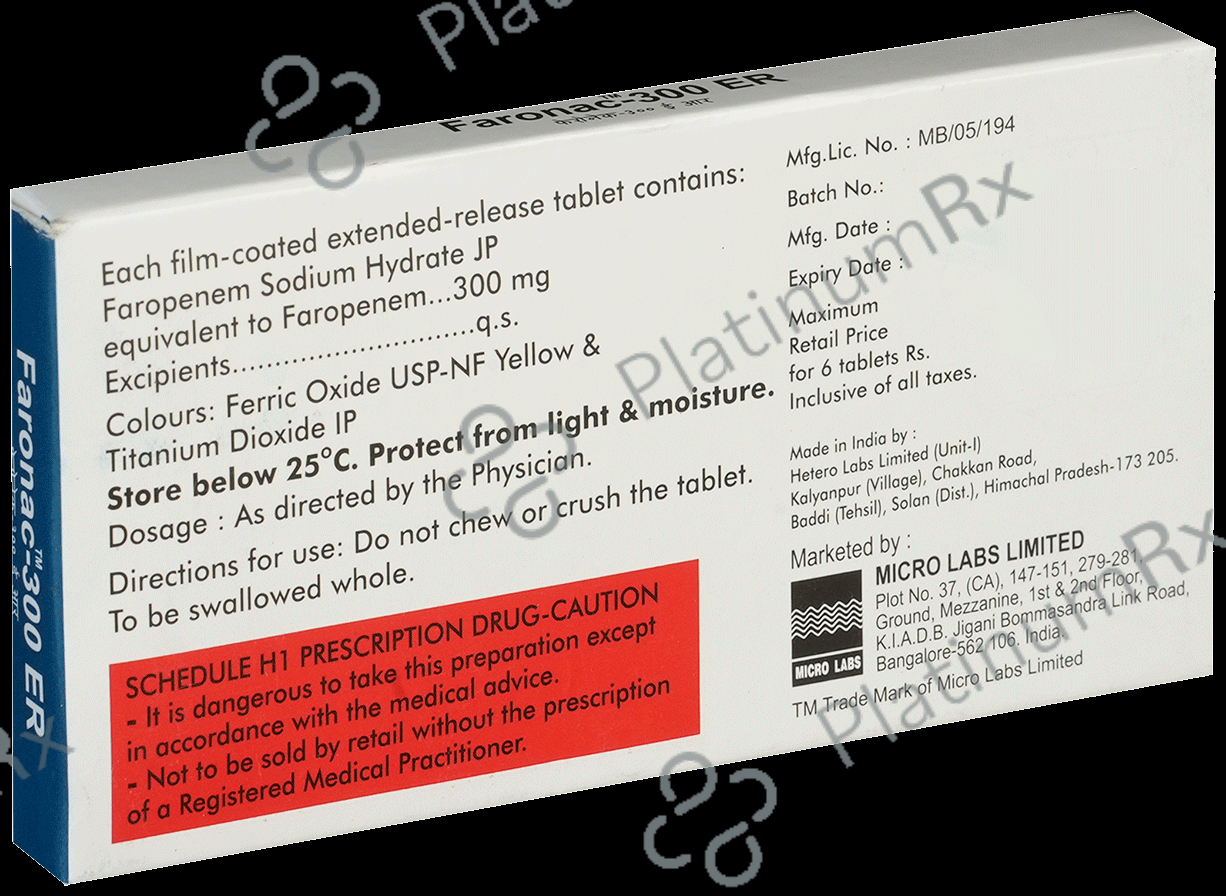 Faronac™-300 ER
फेरोनेक-३०० ई आर
Each film-coated extended-release tablet contains:
Faropenem Sodium Hydrate JP
equivalent to Faropenem...300 mg
Excipients............................q.s.
Colours: Ferric Oxide USP-NF Yellow &
Titanium Dioxide IP
Store below 25°C. Protect from light & moisture.
Dosage : As directed by the Physician.
Directions for use: Do not chew or crush the tablet.
To be swallowed whole.
SCHEDULE H1 PRESCRIPTION DRUG-CAUTION
- It is dangerous to take this preparation except
in accordance with the medical advice.
- Not to be sold by retail without the prescription
of a Registered Medical Practitioner.
Mfg.Lic. No. : MB/05/194
Batch No.:
Mfg. Date :
Expiry Date :
Maximum
Retail Price
for 6 tablets Rs.
Inclusive of all taxes.
Made in India by :
Hetero Labs Limited (Unit-I)
Kalyanpur (Village), Chakkan Road,
Baddi (Tehsil), Solan (Dist.), Himachal Pradesh-173 205.
Marketed by :
MICRO LABS LIMITED
Plot No. 37, (CA), 147-151, 279-281,
Ground, Mezzanine, 1st & 2nd Floor,
K.I.A.D.B. Jigani Bommasandra Link Road,
Bangalore-562 106. India.
MICRO LABS
TM Trade Mark of Micro Labs Limited
Faronac™-300 ER
PlatinumRx
PlatinumRx